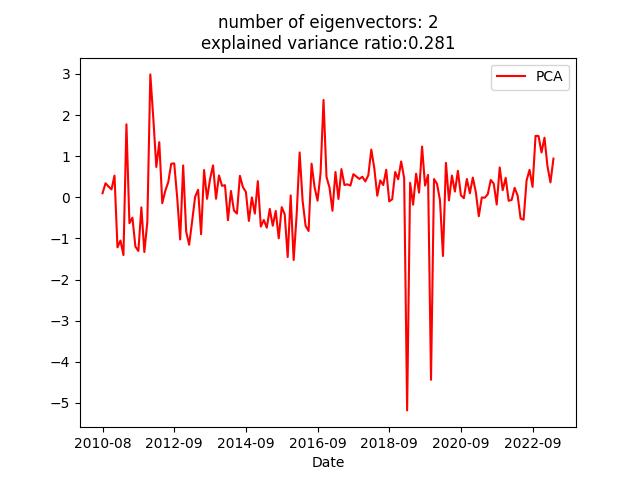 number of eigenvectors: 2
explained variance ratio:0.281
PCA
3
2
1
0
−1
−2
−3
−4
−5
2010-08 2012-09 2014-09 2016-09 2018-09 2020-09 2022-09
Date